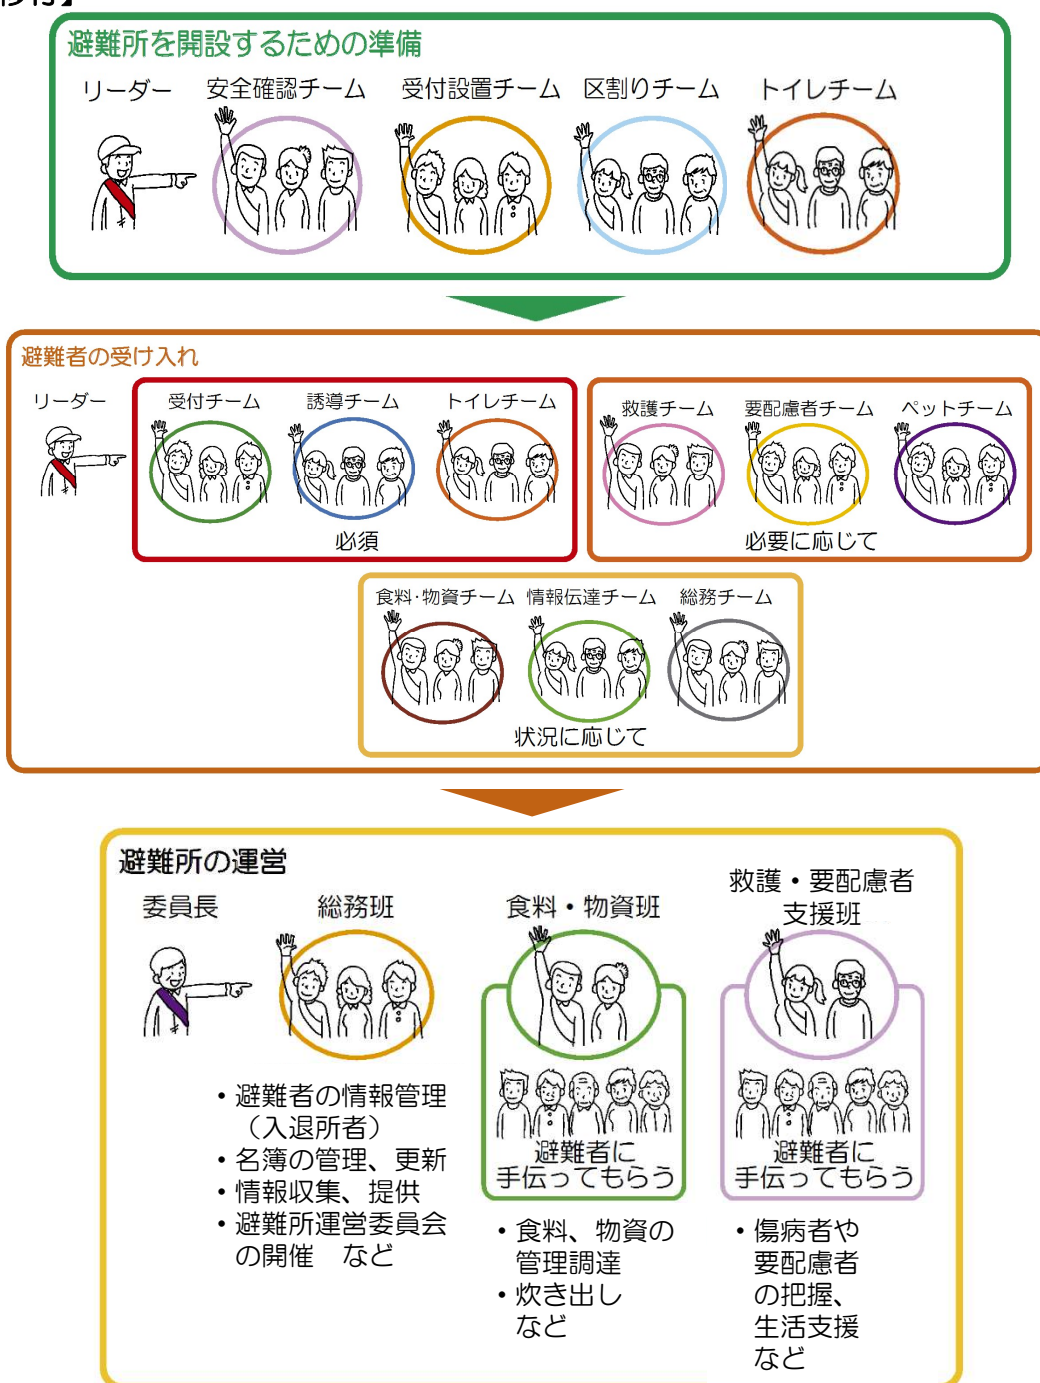 移行】
避難所を開設するための準備
リーダー
安全確認チーム
受付設置チーム
区割りチーム
トイレチーム
避難者の受け入れ
リーダー
受付チーム
誘導チーム
トイレチーム
必須
救護チーム
要配慮者チーム
ペットチーム
必要に応じて
食料・物資チーム
情報伝達チーム
総務チーム
状況に応じて
避難所の運営
委員長
総務班
・避難者の情報管理
（入退所者）
・名簿の管理、更新
・情報収集、提供
・避難所運営委員会
の開催　など
食料・物資班
避難者に
手伝ってもらう
・食料、物資の
管理調達
・炊き出し
など
救護・要配慮者
支援班
避難者に
手伝ってもらう
・傷病者や
要配慮者
の把握、
生活支援
など